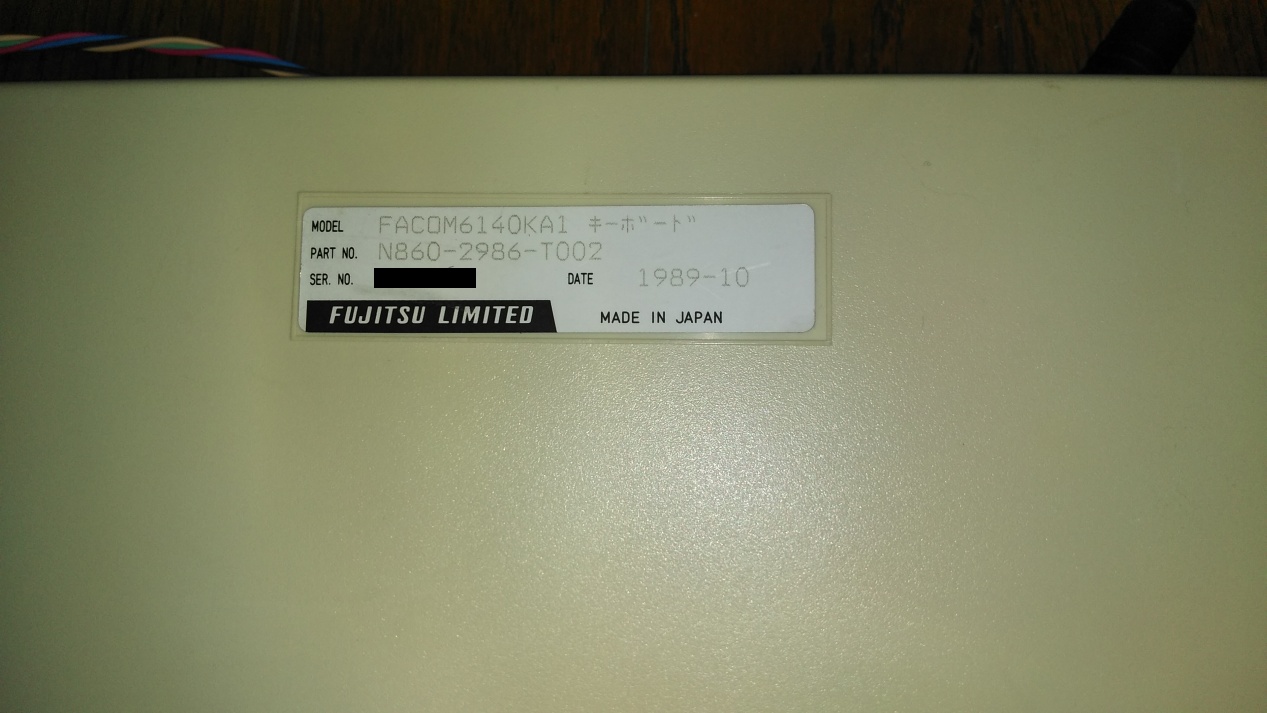 MODEL FACOM6140KA1 キーボード
PART NO. N860-2986-T002
SER. NO. DATE 1989-10
FUJITSU LIMITED MADE IN JAPAN